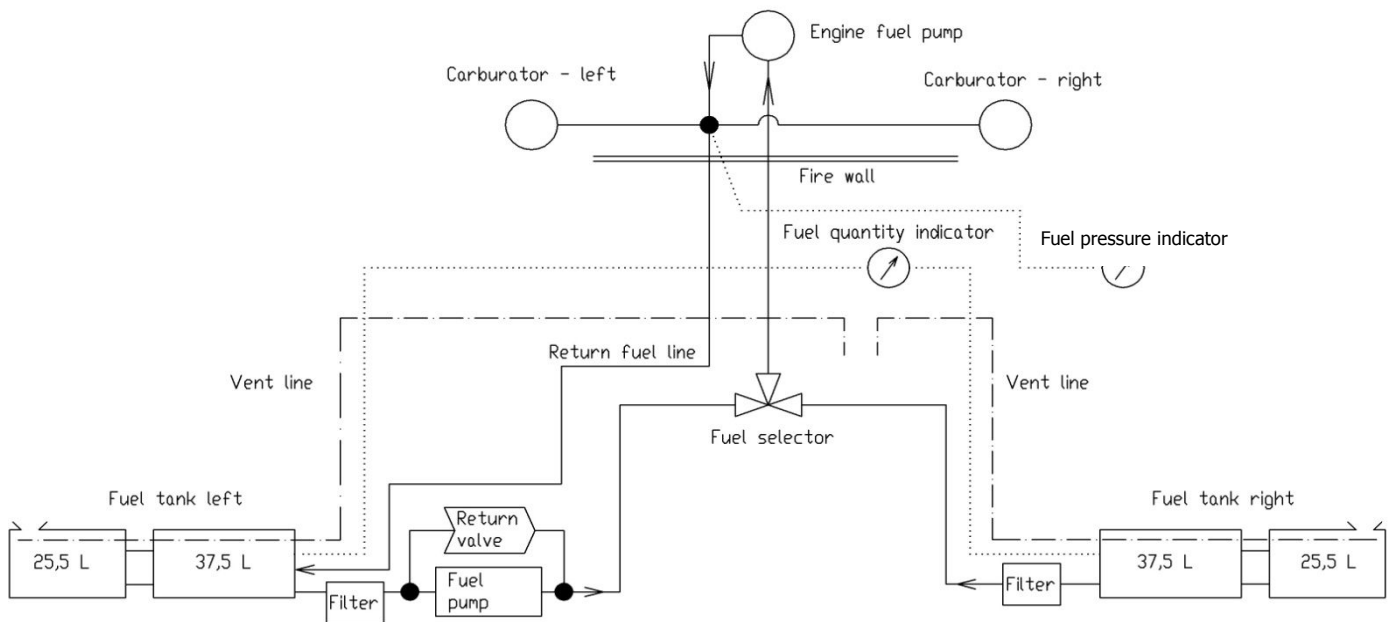 Engine fuel pump
Carburator - left
Carburator - right
Fire wall
Fuel quantity indicator
Fuel pressure indicator
Return fuel line
Vent line
Vent line
Fuel selector
Fuel tank left
Fuel tank right
Return
valve
25,5 L
37,5 L
37,5 L
25,5 L
Fuel
pump
Filter
Filter